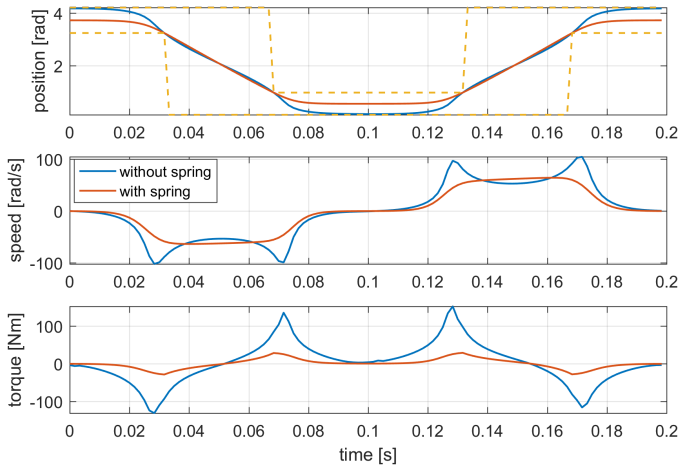 position [rad]
4
2
0 0.02 0.04 0.06 0.08 0.1 0.12 0.14 0.16 0.18 0.2
speed [rad/s]
100
0
-100
without spring
with spring
0 0.02 0.04 0.06 0.08 0.1 0.12 0.14 0.16 0.18 0.2
torque [Nm]
100
0
-100
0 0.02 0.04 0.06 0.08 0.1 0.12 0.14 0.16 0.18 0.2
time [s]